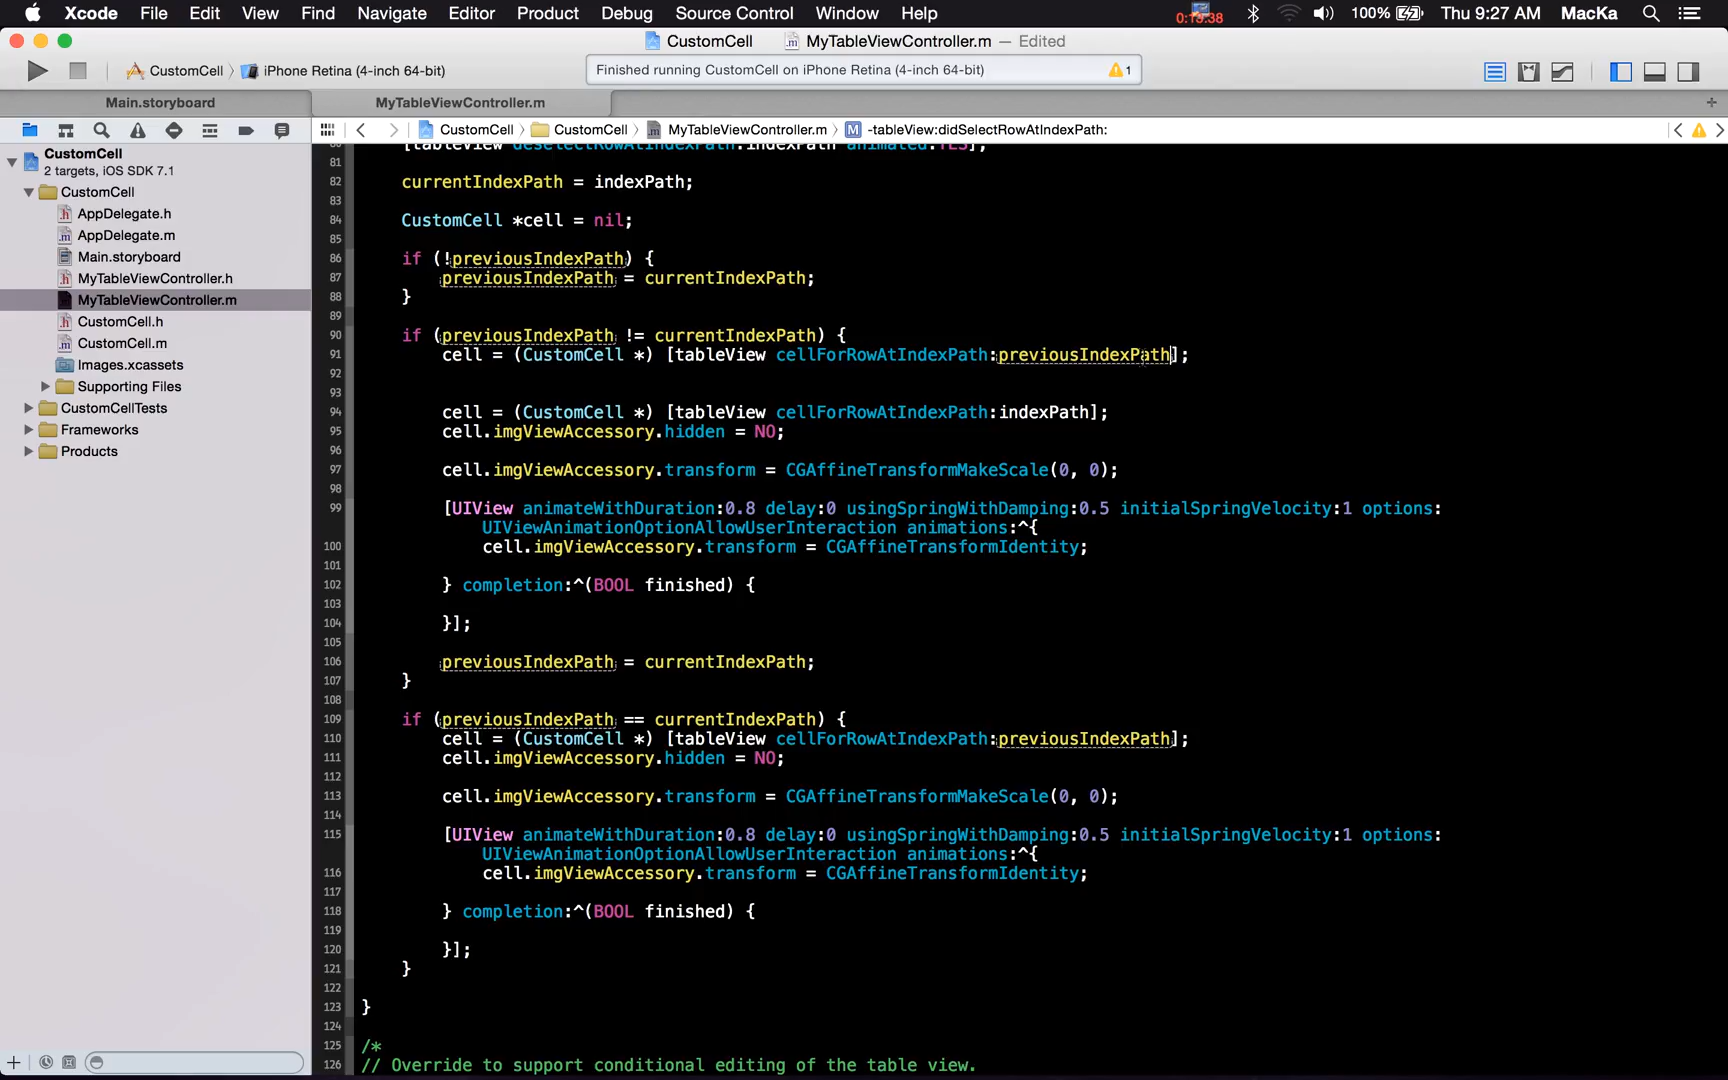 Xcode File Edit View Find Navigate Editor Product Debug Source Control Window Help 100% Thu 9:27 AM MacKa
CustomCell MyTableViewController.m — Edited
CustomCell iPhone Retina (4-inch 64-bit) Finished running CustomCell on iPhone Retina (4-inch 64-bit) 1
Main.storyboard MyTableViewController.m
CustomCell CustomCell MyTableViewController.m M -tableView:didSelectRowAtIndexPath:
CustomCell
2 targets, iOS SDK 7.1
CustomCell
AppDelegate.h
AppDelegate.m
Main.storyboard
MyTableViewController.h
MyTableViewController.m
CustomCell.h
CustomCell.m
Images.xcassets
Supporting Files
CustomCellTests
Frameworks
Products
80 [tableView deselectRowAtIndexPath:indexPath animated:YES];
81
82 currentIndexPath = indexPath;
83
84 CustomCell *cell = nil;
85
86 if (!previousIndexPath) {
87 previousIndexPath = currentIndexPath;
88 }
89
90 if (previousIndexPath != currentIndexPath) {
91 cell = (CustomCell *) [tableView cellForRowAtIndexPath:previousIndexPath];
92
93
94 cell = (CustomCell *) [tableView cellForRowAtIndexPath:indexPath];
95 cell.imgViewAccessory.hidden = NO;
96
97 cell.imgViewAccessory.transform = CGAffineTransformMakeScale(0, 0);
98
99 [UIView animateWithDuration:0.8 delay:0 usingSpringWithDamping:0.5 initialSpringVelocity:1 options:
UIViewAnimationOptionAllowUserInteraction animations:^{
100 cell.imgViewAccessory.transform = CGAffineTransformIdentity;
101
102 } completion:^(BOOL finished) {
103
104 }];
105
106 previousIndexPath = currentIndexPath;
107 }
108
109 if (previousIndexPath == currentIndexPath) {
110 cell = (CustomCell *) [tableView cellForRowAtIndexPath:previousIndexPath];
111 cell.imgViewAccessory.hidden = NO;
112
113 cell.imgViewAccessory.transform = CGAffineTransformMakeScale(0, 0);
114
115 [UIView animateWithDuration:0.8 delay:0 usingSpringWithDamping:0.5 initialSpringVelocity:1 options:
UIViewAnimationOptionAllowUserInteraction animations:^{
116 cell.imgViewAccessory.transform = CGAffineTransformIdentity;
117
118 } completion:^(BOOL finished) {
119
120 }];
121 }
122
123 }
124
125 /*
126 // Override to support conditional editing of the table view.